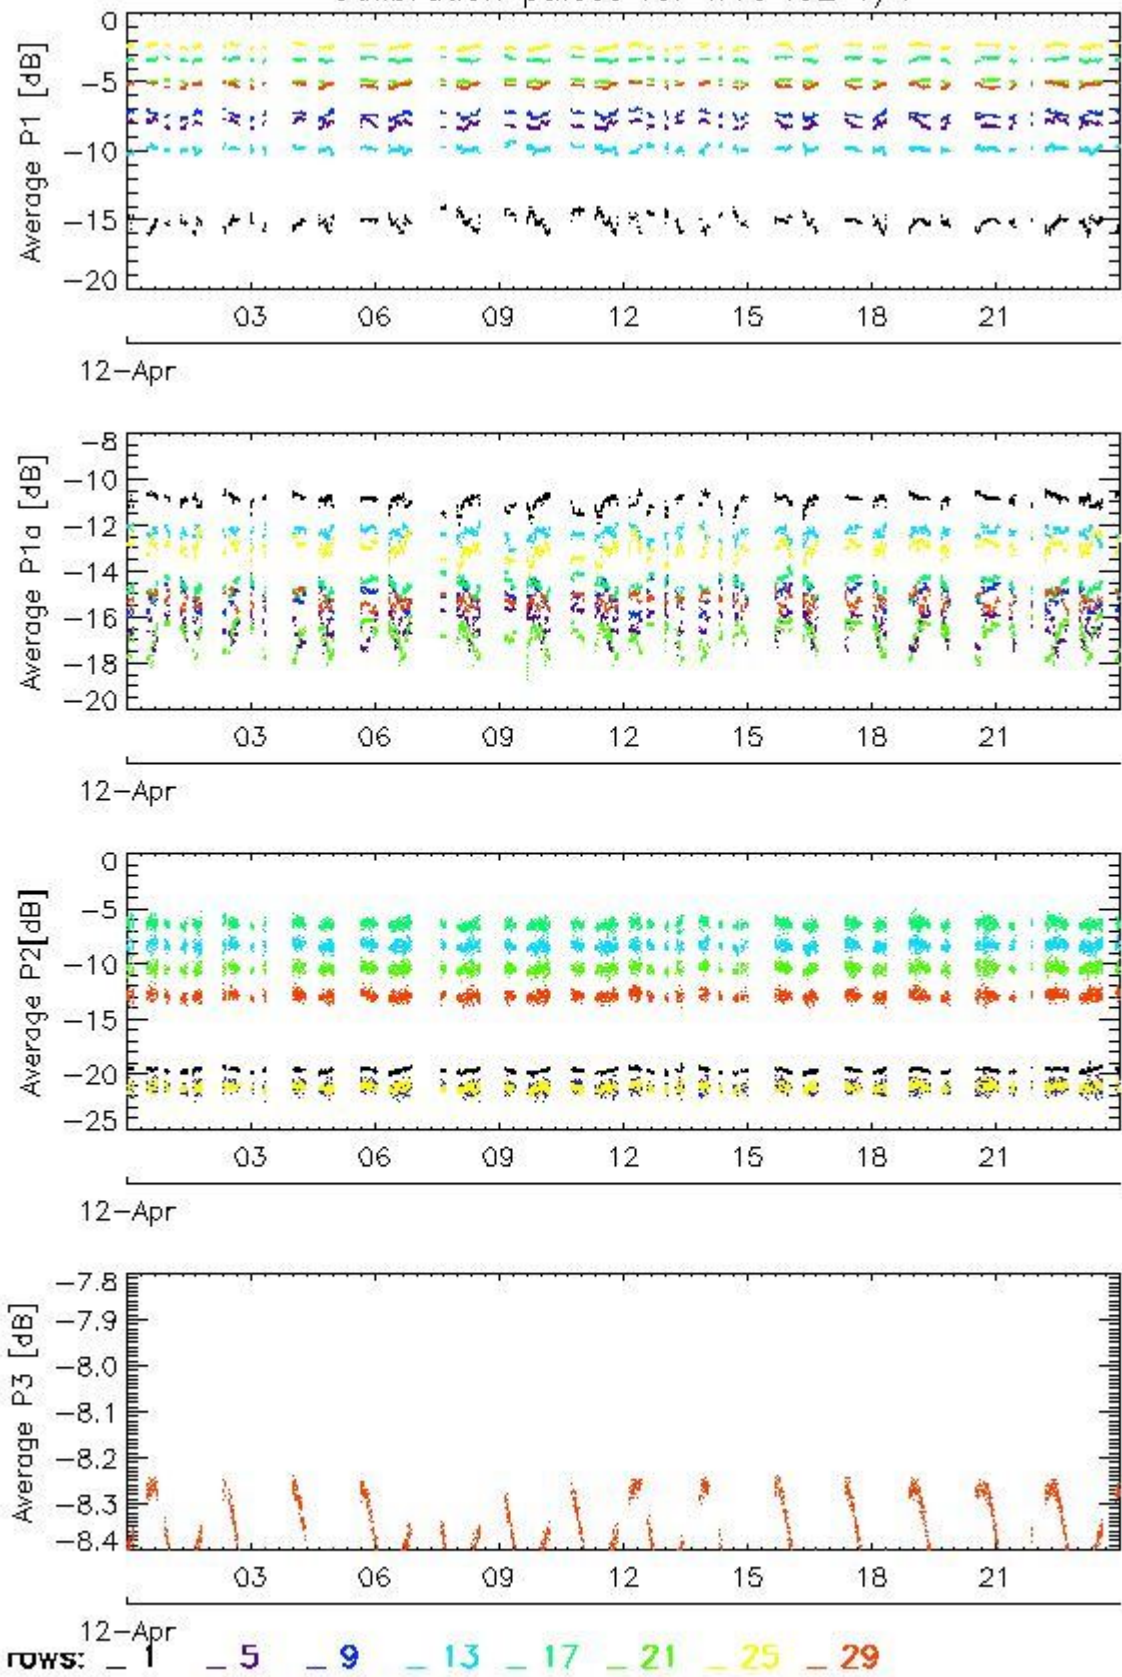 pulses for
0
-5
-10
-15
-20
Average P1 [dB]
03 06 09 12 15 18 21
12-Apr
-8
-10
-12
-14
-16
-18
-20
Average P1a [dB]
03 06 09 12 15 18 21
12-Apr
0
-5
-10
-15
-20
-25
Average P2[dB]
03 06 09 12 15 18 21
12-Apr
-7.8
-7.9
-8.0
-8.1
-8.2
-8.3
-8.4
Average P3 [dB]
03 06 09 12 15 18 21
12-Apr
rows: _ 1 _ 5 _ 9 _ 13 _ 17 _ 21 _ 25 _ 29